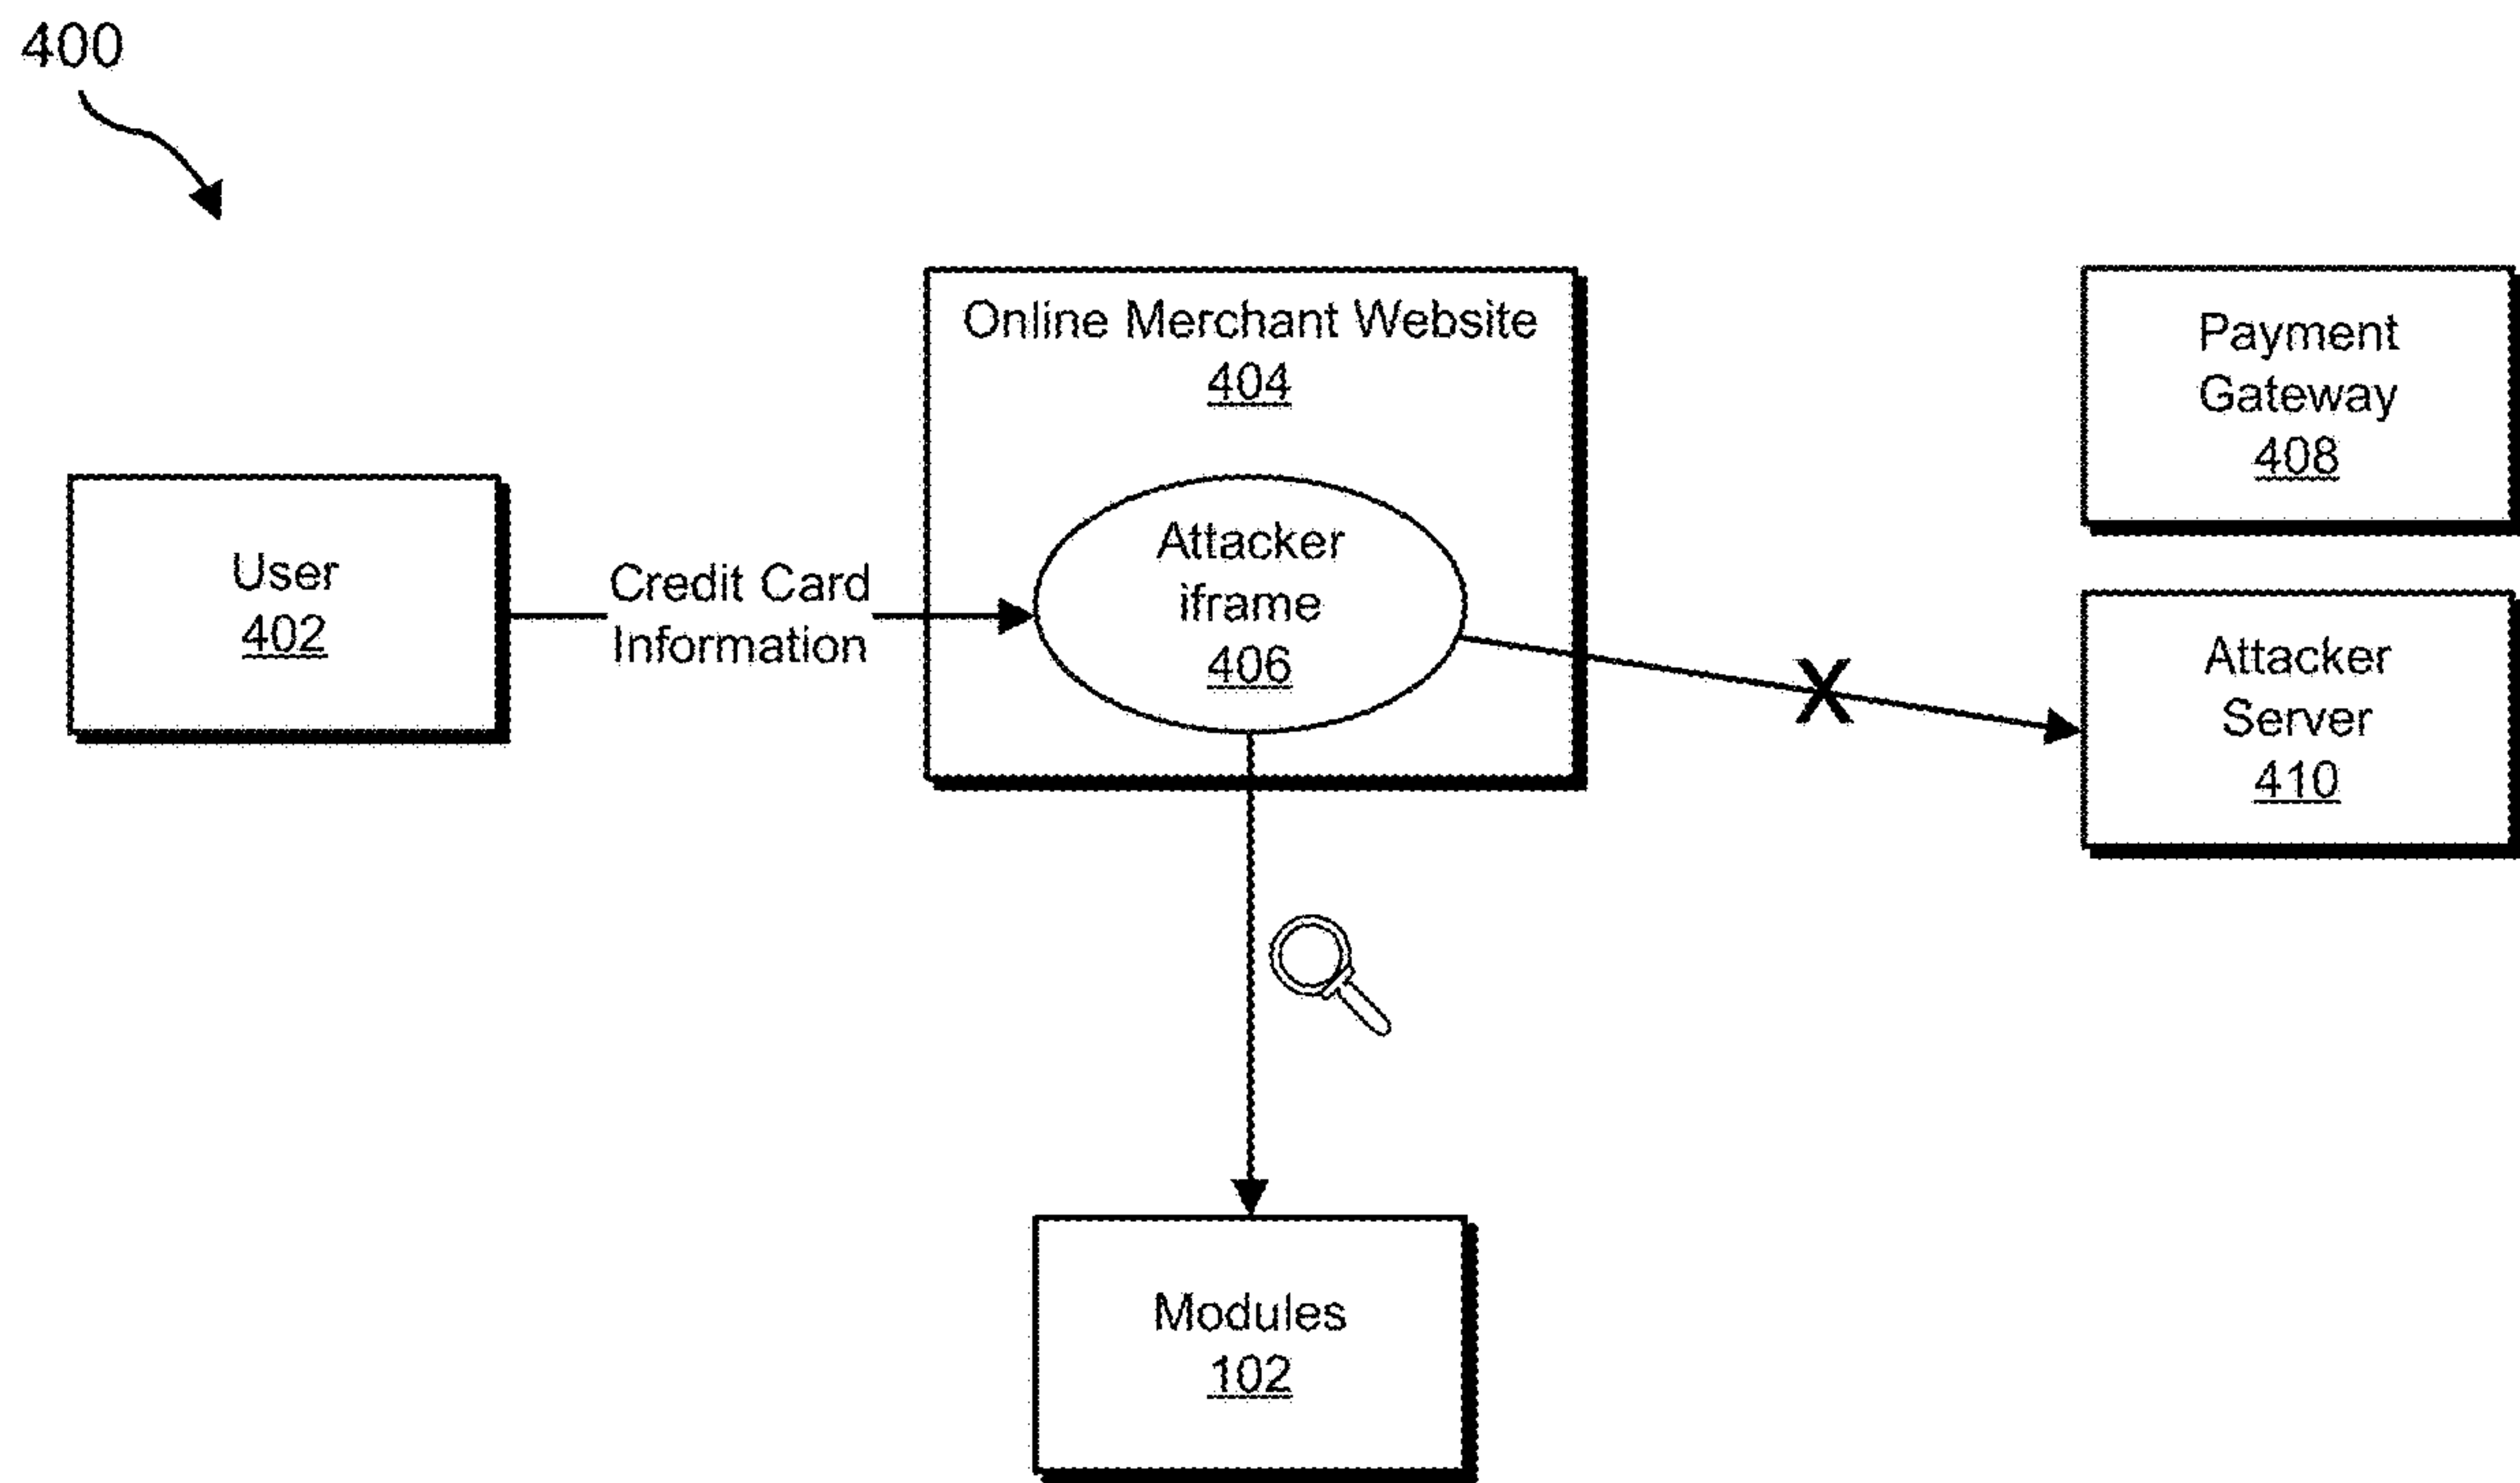 400
Online Merchant Website
404
Payment
Gateway
408
User
402
Credit Card
Information
Attacker
iframe
406
X
Attacker
Server
410
Modules
102